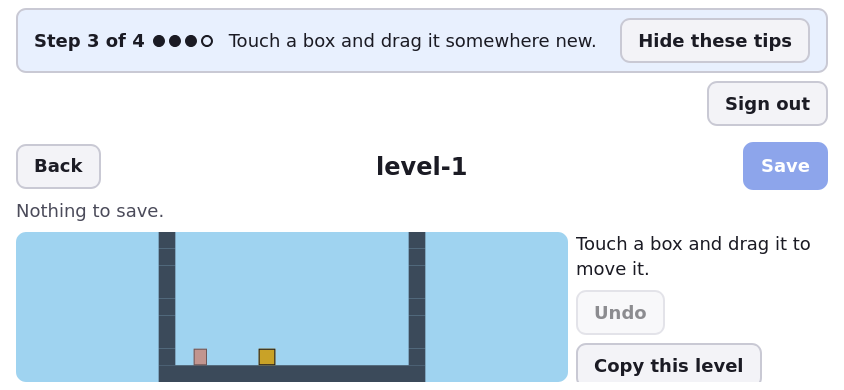 Step 3 of 4 Touch a box and drag it somewhere new. Hide these tips
Sign out
Back level-1 Save
Nothing to save.
Touch a box and drag it to
move it.
Undo
Copy this level